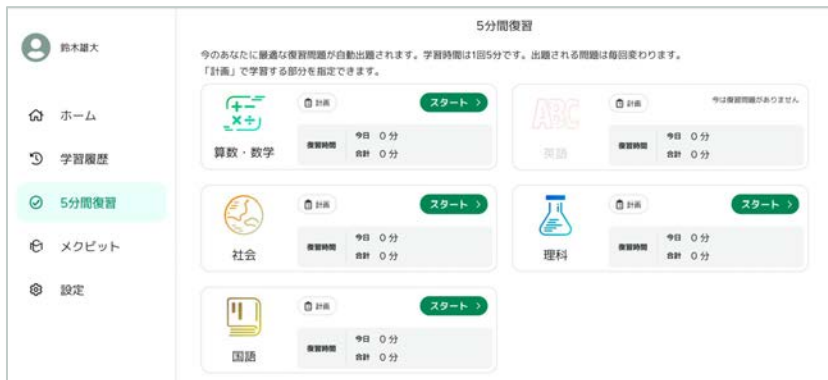 鈴木雄大
ホーム
学習履歴
5分間復習
メクビット
設定
5分間復習
今のあなたに最適な復習問題が自動出題されます。学習時間は1回5分です。出題される問題は毎回変わります。
「計画」で学習する部分を指定できます。
算数・数学
計画
スタート
復習時間
今日 0 分
合計 0 分
ABC
英語
計画
今は復習問題がありません
復習時間
今日 0 分
合計 0 分
社会
計画
スタート
復習時間
今日 0 分
合計 0 分
理科
計画
スタート
復習時間
今日 0 分
合計 0 分
国語
計画
スタート
復習時間
今日 0 分
合計 0 分